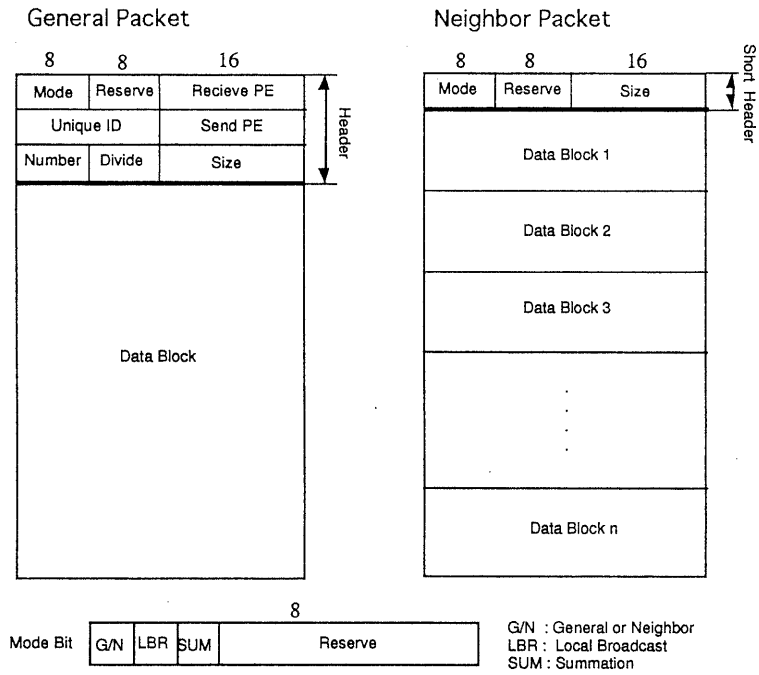 General Packet
8 8 16
Mode Reserve Recieve PE
Unique ID Send PE
Number Divide Size
Header
Data Block
Neighbor Packet
8 8 16
Mode Reserve Size
Short Header
Data Block 1
Data Block 2
Data Block 3
Data Block n
8
Mode Bit G/N LBR SUM Reserve
G/N : General or Neighbor
LBR : Local Broadcast
SUM : Summation